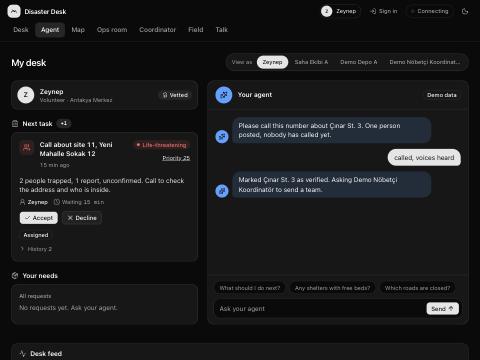 Disaster Desk
Z Zeynep
Sign in
Connecting
Desk Agent Map Ops room Coordinator Field Talk
My desk
View as Zeynep Saha Ekibi A Demo Depo A Demo Nöbetçi Koordinat...
Z
Zeynep
Volunteer · Antakya Merkez
Vetted
Next task +1
Call about site 11, Yeni Mahalle Sokak 12
Life-threatening
15 min ago
Priority 25
2 people trapped, 1 report, unconfirmed. Call to check the address and who is inside.
Zeynep Waiting 15 min
Accept Decline
Assigned
History 2
Your needs
All requests
No requests yet. Ask your agent.
Your agent
Demo data
Please call this number about Çınar St. 3. One person posted, nobody has called yet.
called, voices heard
Marked Çınar St. 3 as verified. Asking Demo Nöbetçi Koordinatör to send a team.
What should I do next? Any shelters with free beds? Which roads are closed?
Ask your agent
Send
Desk feed